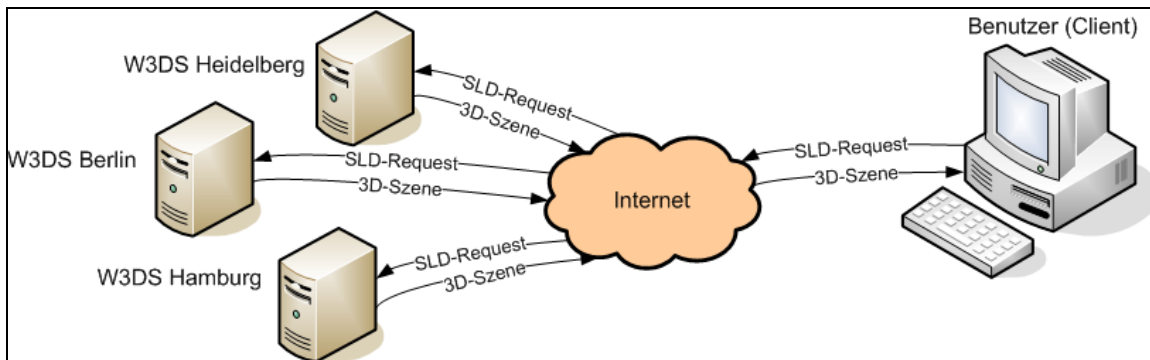 Benutzer (Client)
W3DS Heidelberg
SLD-Request
3D-Szene
W3DS Berlin
SLD-Request
3D-Szene
Internet
SLD-Request
3D-Szene
W3DS Hamburg
SLD-Request
3D-Szene